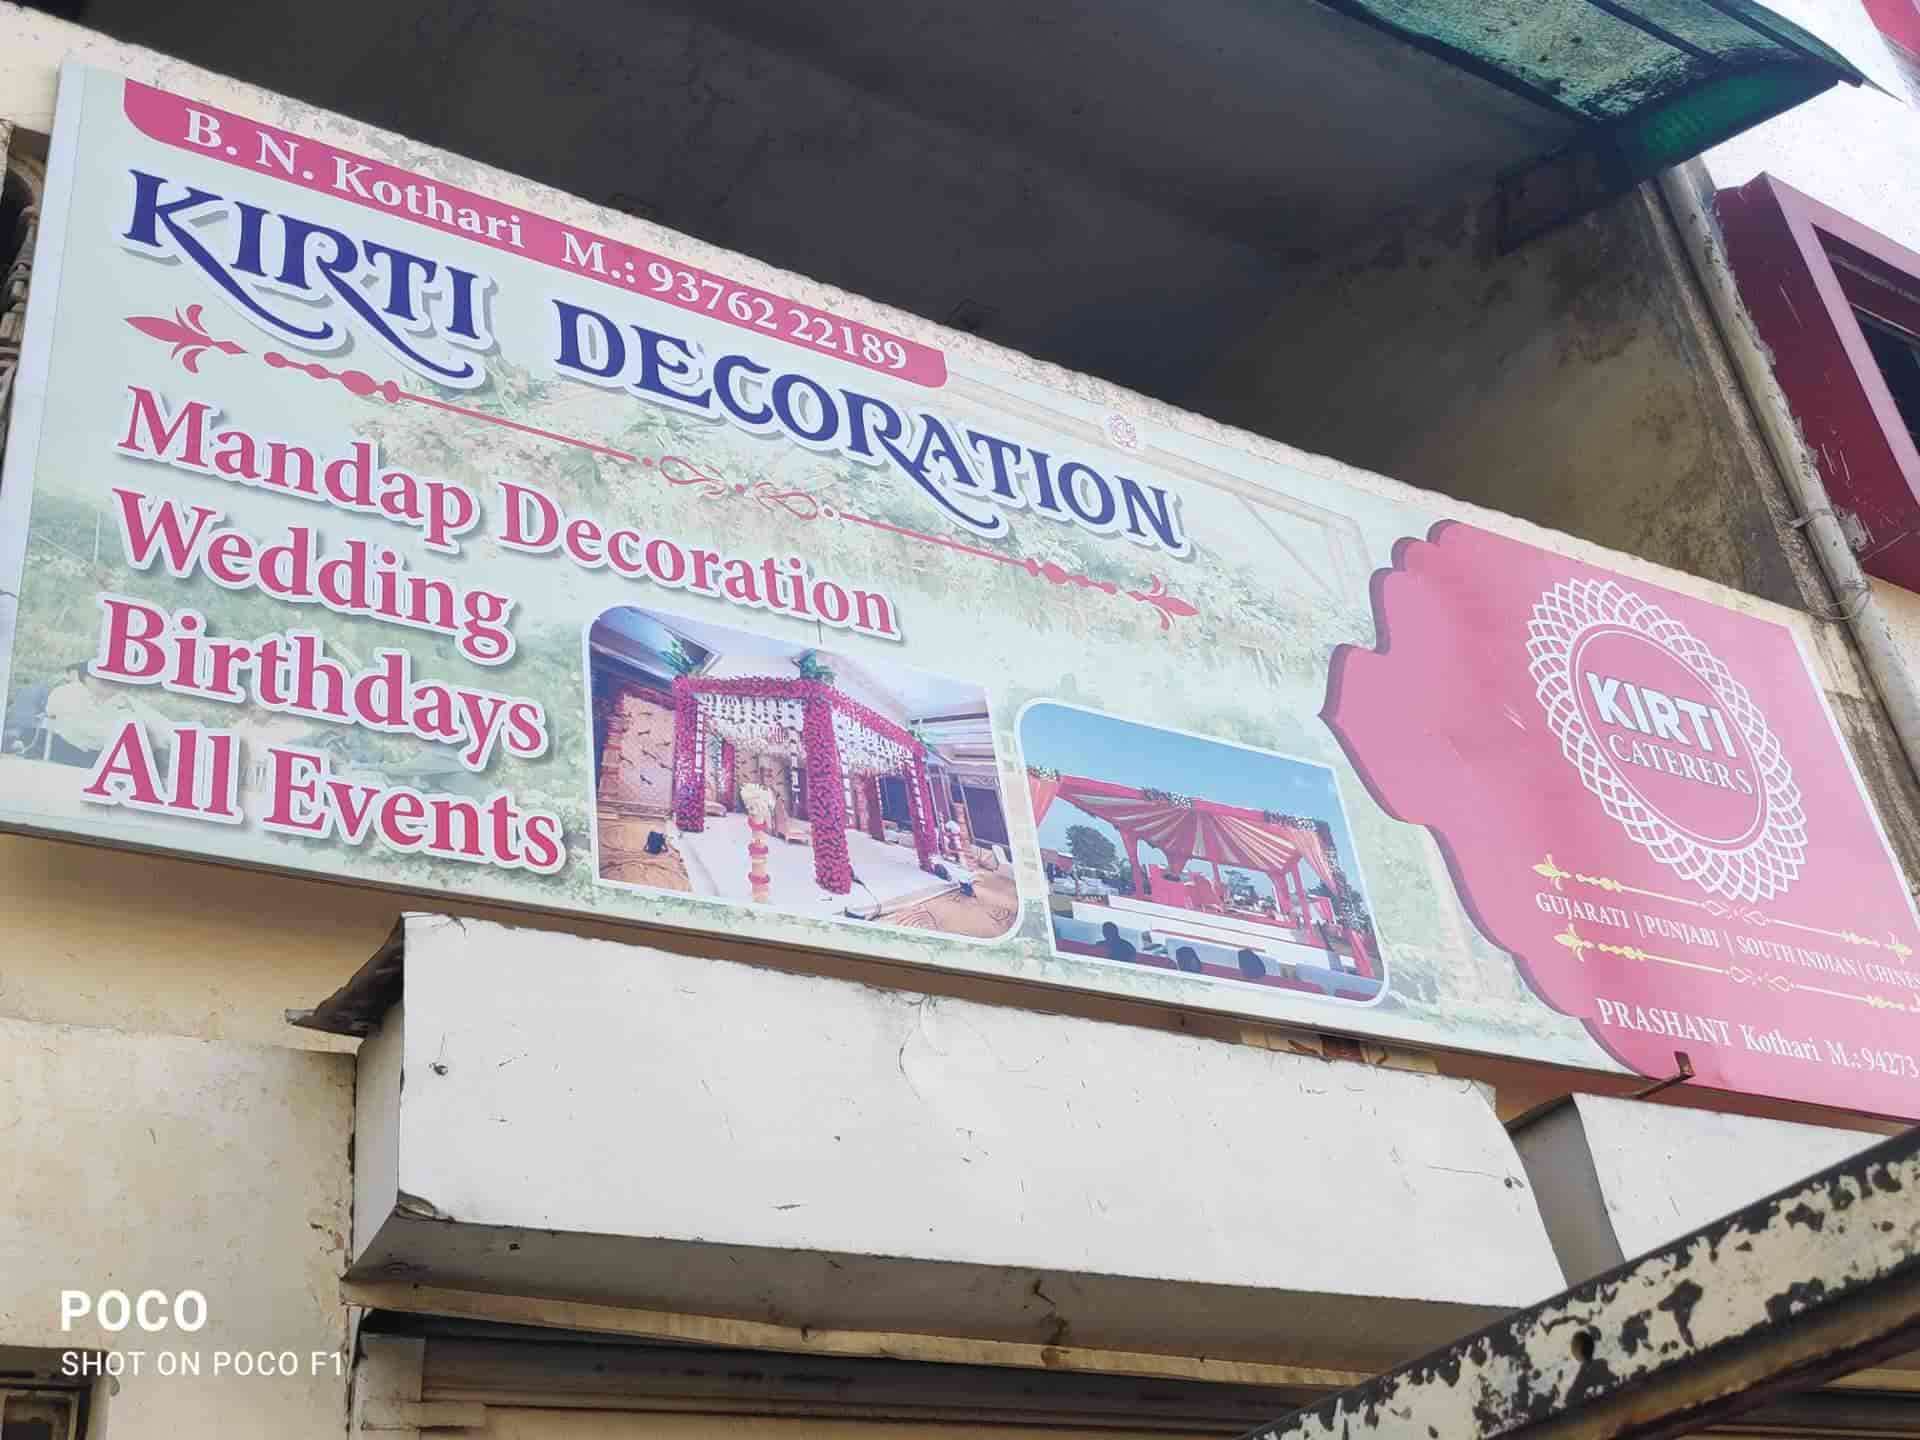 B. N. Kothari M.: 93762 22189
KIRTI DECORATION
Mandap Decoration
Wedding
Birthdays
All Events
KIRTI
CATERERS
GUJARATI | PUNJABI | SOUTH INDIAN | CHINES
PRASHANT Kothari M.:94273
POCO
SHOT ON POCO F1